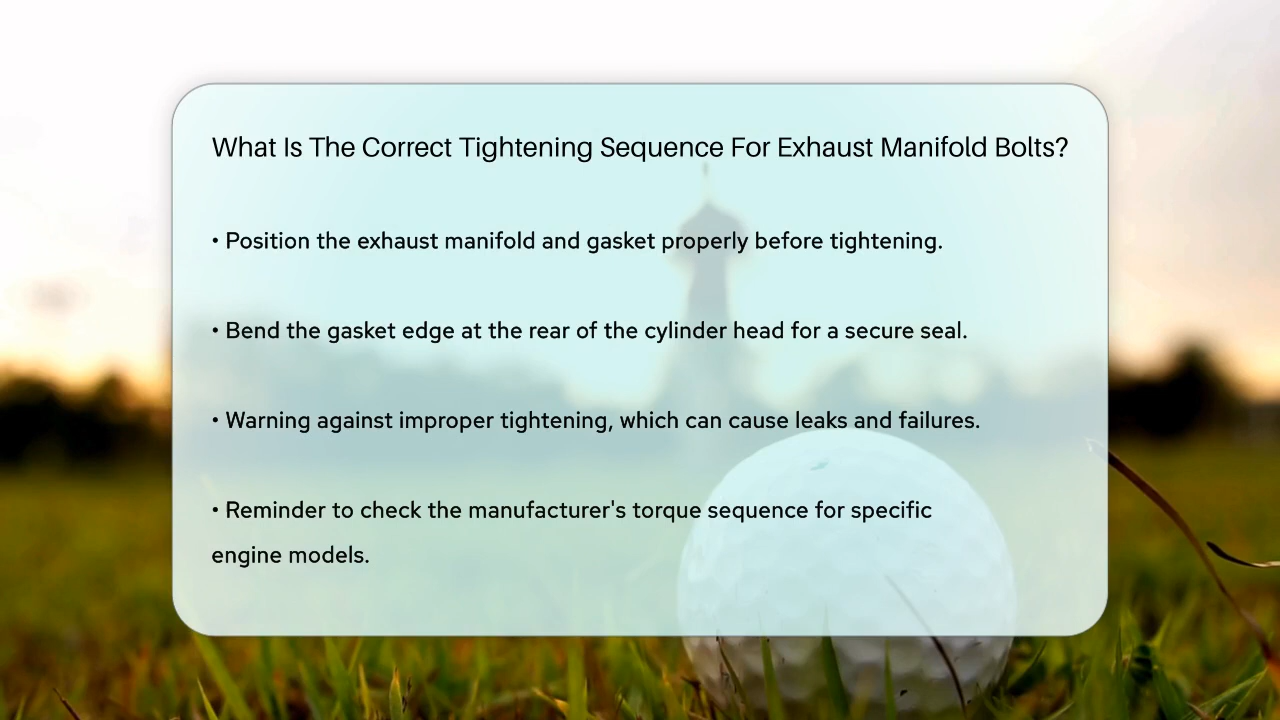 What Is The Correct Tightening Sequence For Exhaust Manifold Bolts?
• Position the exhaust manifold and gasket properly before tightening.
• Bend the gasket edge at the rear of the cylinder head for a secure seal.
• Warning against improper tightening, which can cause leaks and failures.
• Reminder to check the manufacturer's torque sequence for specific
engine models.